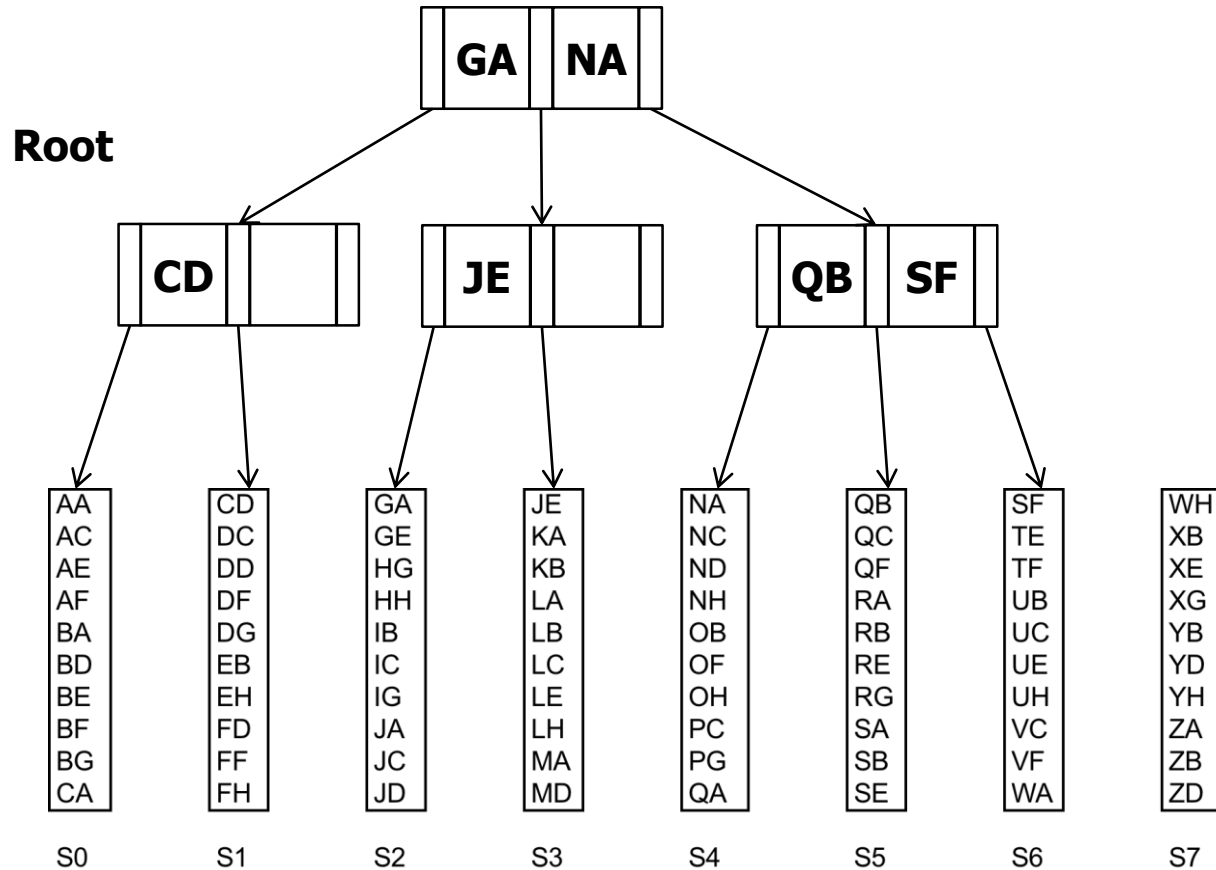 GA NA
Root
CD
JE
QB SF
AA
AC
AE
AF
BA
BD
BE
BF
BG
CA
S0
CD
DC
DD
DF
DG
EB
EH
FD
FF
FH
S1
GA
GE
HG
HH
IB
IC
IG
JA
JC
JD
S2
JE
KA
KB
LA
LB
LC
LE
LH
MA
MD
S3
NA
NC
ND
NH
OB
OF
OH
PC
PG
QA
S4
QB
QC
QF
RA
RB
RE
RG
SA
SB
SE
S5
SF
TE
TF
UB
UC
UE
UH
VC
VF
WA
S6
WH
XB
XE
XG
YB
YD
YH
ZA
ZB
ZD
S7